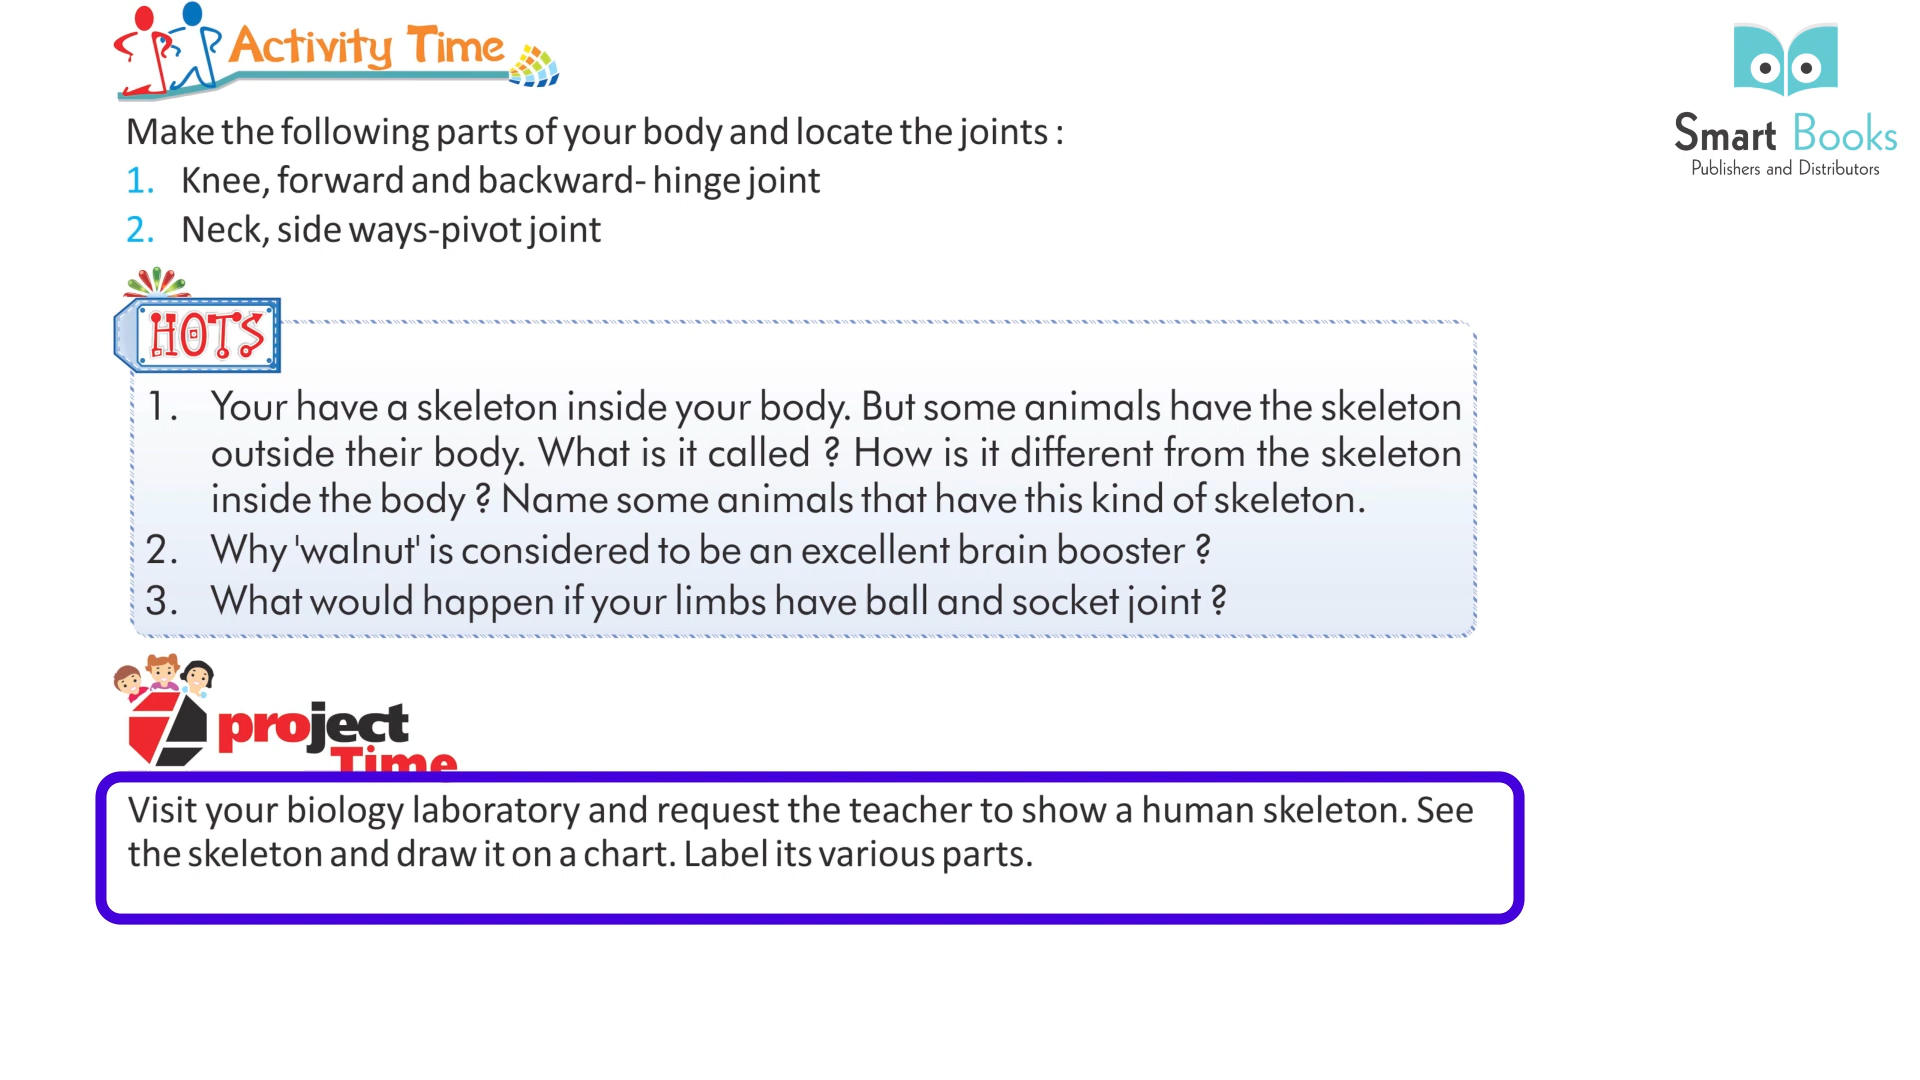 Activity Time
Smart Books
Publishers and Distributors
Make the following parts of your body and locate the joints :
1. Knee, forward and backward- hinge joint
2. Neck, side ways-pivot joint
HOTS
1. Your have a skeleton inside your body. But some animals have the skeleton
outside their body. What is it called ? How is it different from the skeleton
inside the body ? Name some animals that have this kind of skeleton.
2. Why 'walnut' is considered to be an excellent brain booster ?
3. What would happen if your limbs have ball and socket joint ?
project
Time
Visit your biology laboratory and request the teacher to show a human skeleton. See
the skeleton and draw it on a chart. Label its various parts.